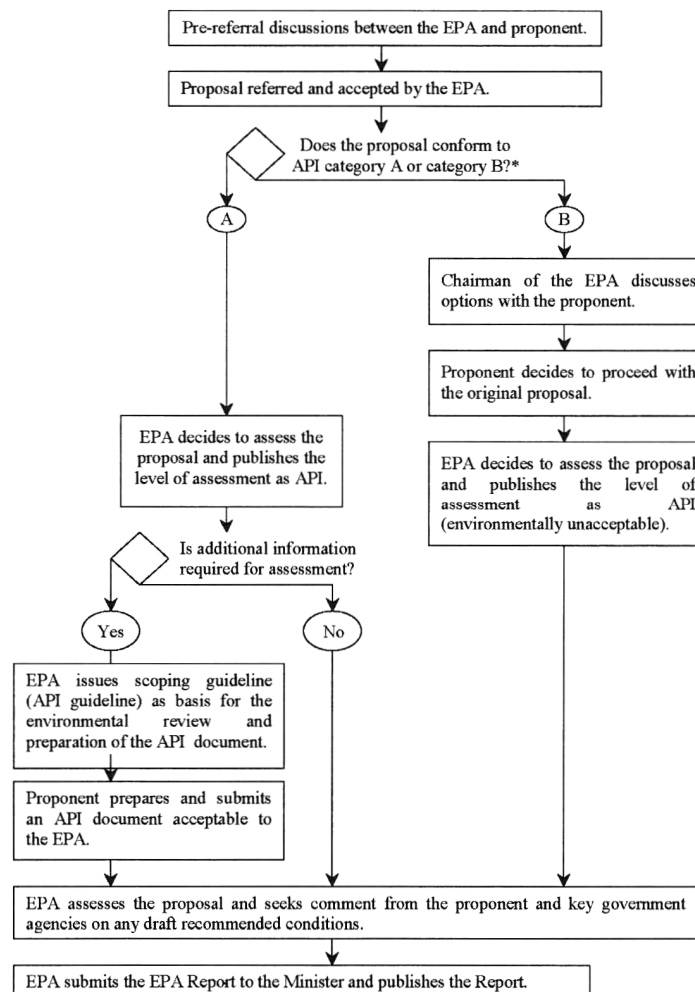 Pre-referral discussions between the EPA and proponent.
Proposal referred and accepted by the EPA.
Does the proposal conform to
API category A or category B?*
A
B
Chairman of the EPA discusses
options with the proponent.
Proponent decides to proceed with
the original proposal.
EPA decides to assess the
proposal and publishes the
level of assessment as API.
EPA decides to assess the proposal
and publishes the level of
assessment as API
(environmentally unacceptable).
Is additional information
required for assessment?
Yes
No
EPA issues scoping guideline
(API guideline) as basis for the
environmental review and
preparation of the API document.
Proponent prepares and submits
an API document acceptable to
the EPA.
EPA assesses the proposal and seeks comment from the proponent and key government
agencies on any draft recommended conditions.
EPA submits the EPA Report to the Minister and publishes the Report.